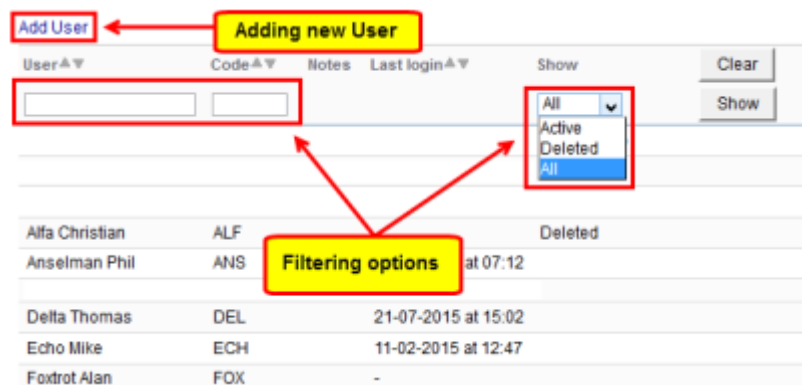 Add User Adding new User
User Code Notes Last login Show Clear
All Show
Active
Deleted
All
Alfa Christian ALF Deleted
Anselman Phil ANS Filtering options at 07:12
Delta Thomas DEL 21-07-2015 at 15:02
Echo Mike ECH 11-02-2015 at 12:47
Foxtrot Alan FOX -